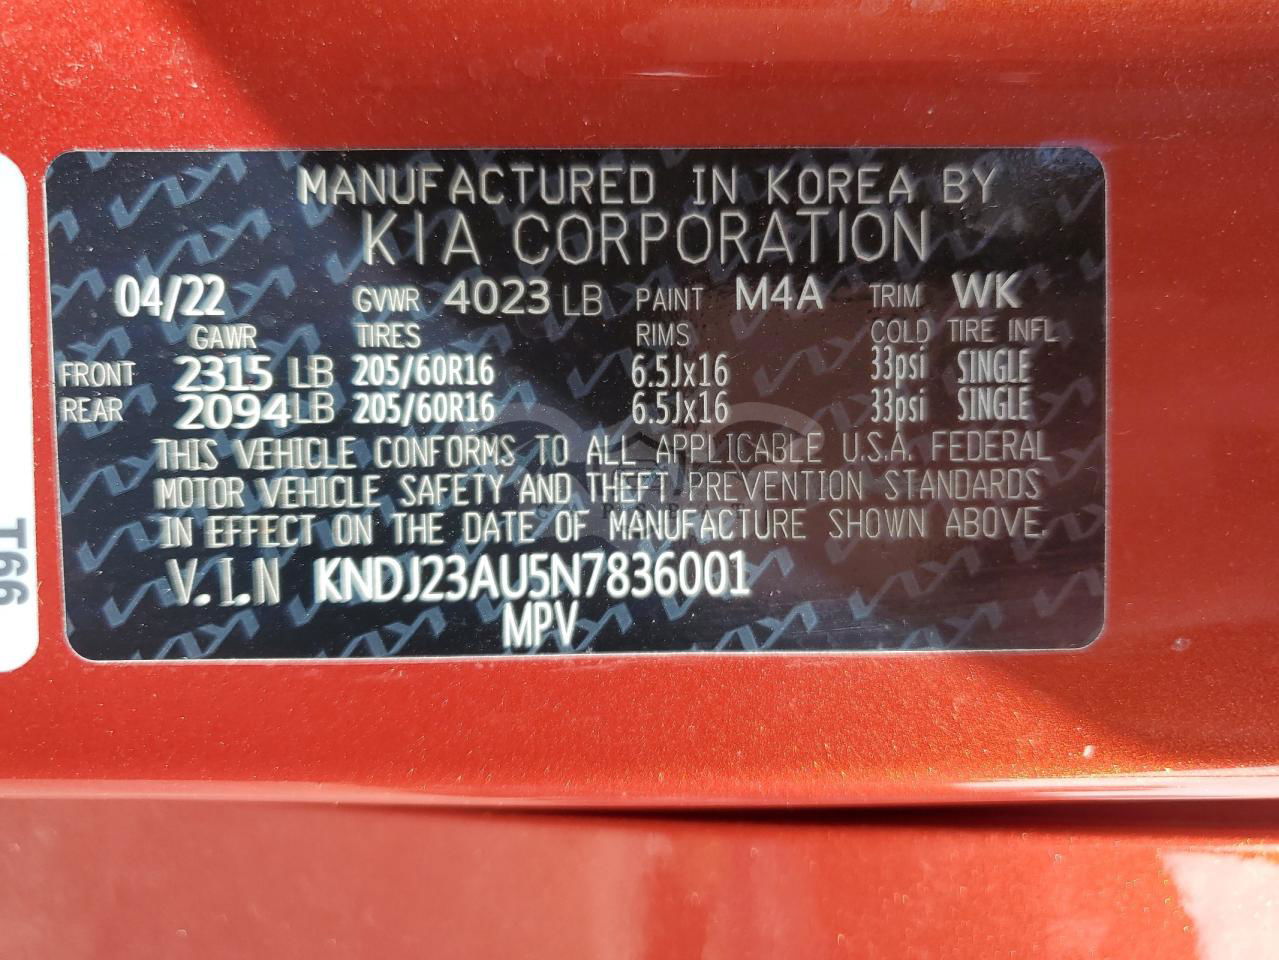 MANUFACTURED IN KOREA BY
KIA CORPORATION
04/22 GVWR 4023 LB PAINT M4A TRIM WK
GAWR TIRES RIMS COLD TIRE INFL
FRONT 2315 LB 205/60R16 6.5Jx16 33psi SINGLE
REAR 2094 LB 205/60R16 6.5Jx16 33psi SINGLE
THIS VEHICLE CONFORMS TO ALL APPLICABLE U.S.A. FEDERAL
MOTOR VEHICLE SAFETY AND THEFT PREVENTION STANDARDS
IN EFFECT ON THE DATE OF MANUFACTURE SHOWN ABOVE.
V.I.N KNDJ23AU5N7836001
MPV
T66